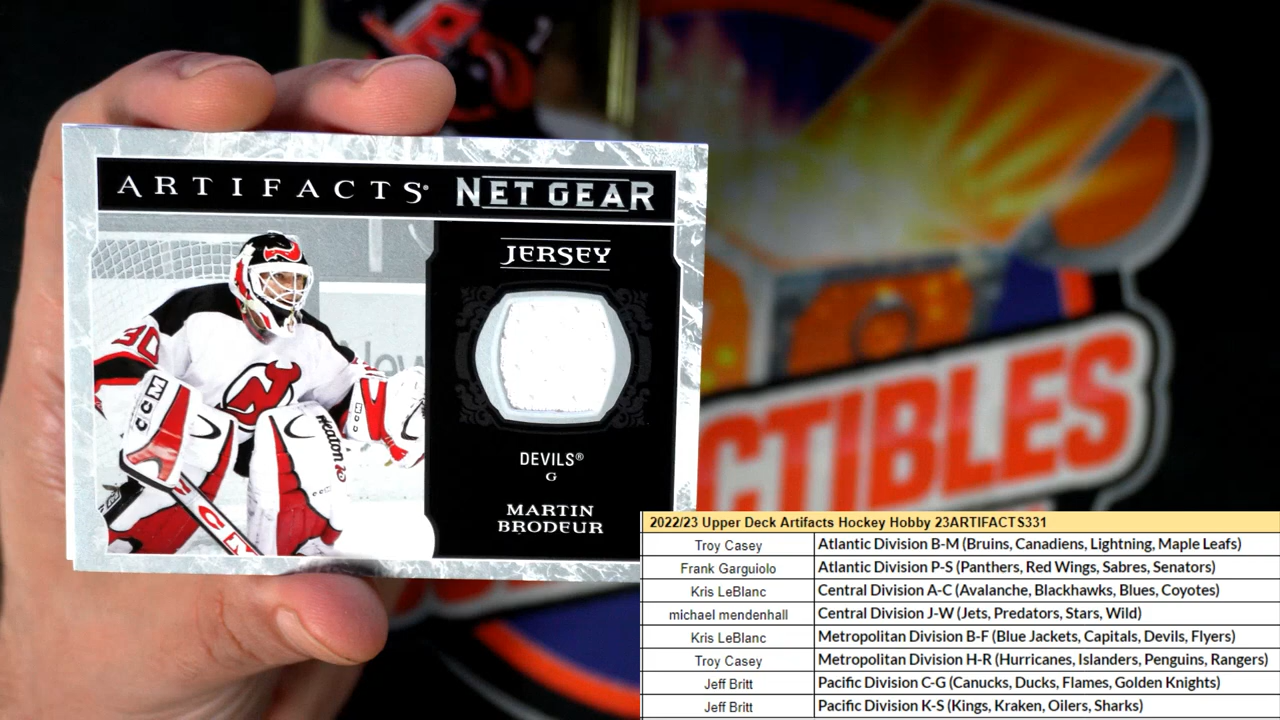 ARTIFACTS
NET GEAR
JERSEY
30
CCM
heaton
CCM
DEVILS®
G
MARTIN
BRODEUR
CTIBLES
2022/23 Upper Deck Artifacts Hockey Hobby 23ARTIFACTS331
Troy Casey Atlantic Division B-M (Bruins, Canadiens, Lightning, Maple Leafs)
Frank Garguiolo Atlantic Division P-S (Panthers, Red Wings, Sabres, Senators)
Kris LeBlanc Central Division A-C (Avalanche, Blackhawks, Blues, Coyotes)
michael mendenhall Central Division J-W (Jets, Predators, Stars, Wild)
Kris LeBlanc Metropolitan Division B-F (Blue Jackets, Capitals, Devils, Flyers)
Troy Casey Metropolitan Division H-R (Hurricanes, Islanders, Penguins, Rangers)
Jeff Britt Pacific Division C-G (Canucks, Ducks, Flames, Golden Knights)
Jeff Britt Pacific Division K-S (Kings, Kraken, Oilers, Sharks)